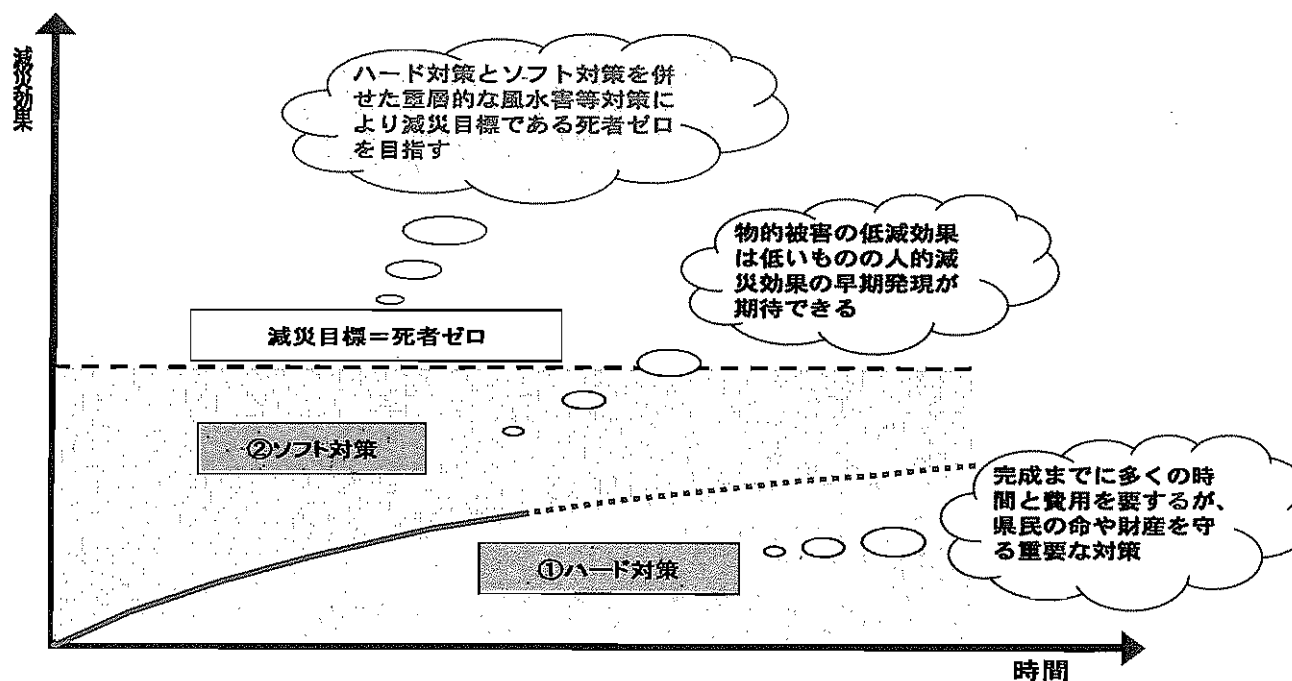 減災効果
ハード対策とソフト対策を併
せた重層的な風水害等対策に
より減災目標である死者ゼロ
を目指す
物的被害の低減効果
は低いものの人的減
災効果の早期発現が
期待できる
減災目標＝死者ゼロ
②ソフト対策
完成までに多くの時
間と費用を要するが、
県民の命や財産を守
る重要な対策
①ハード対策
時間